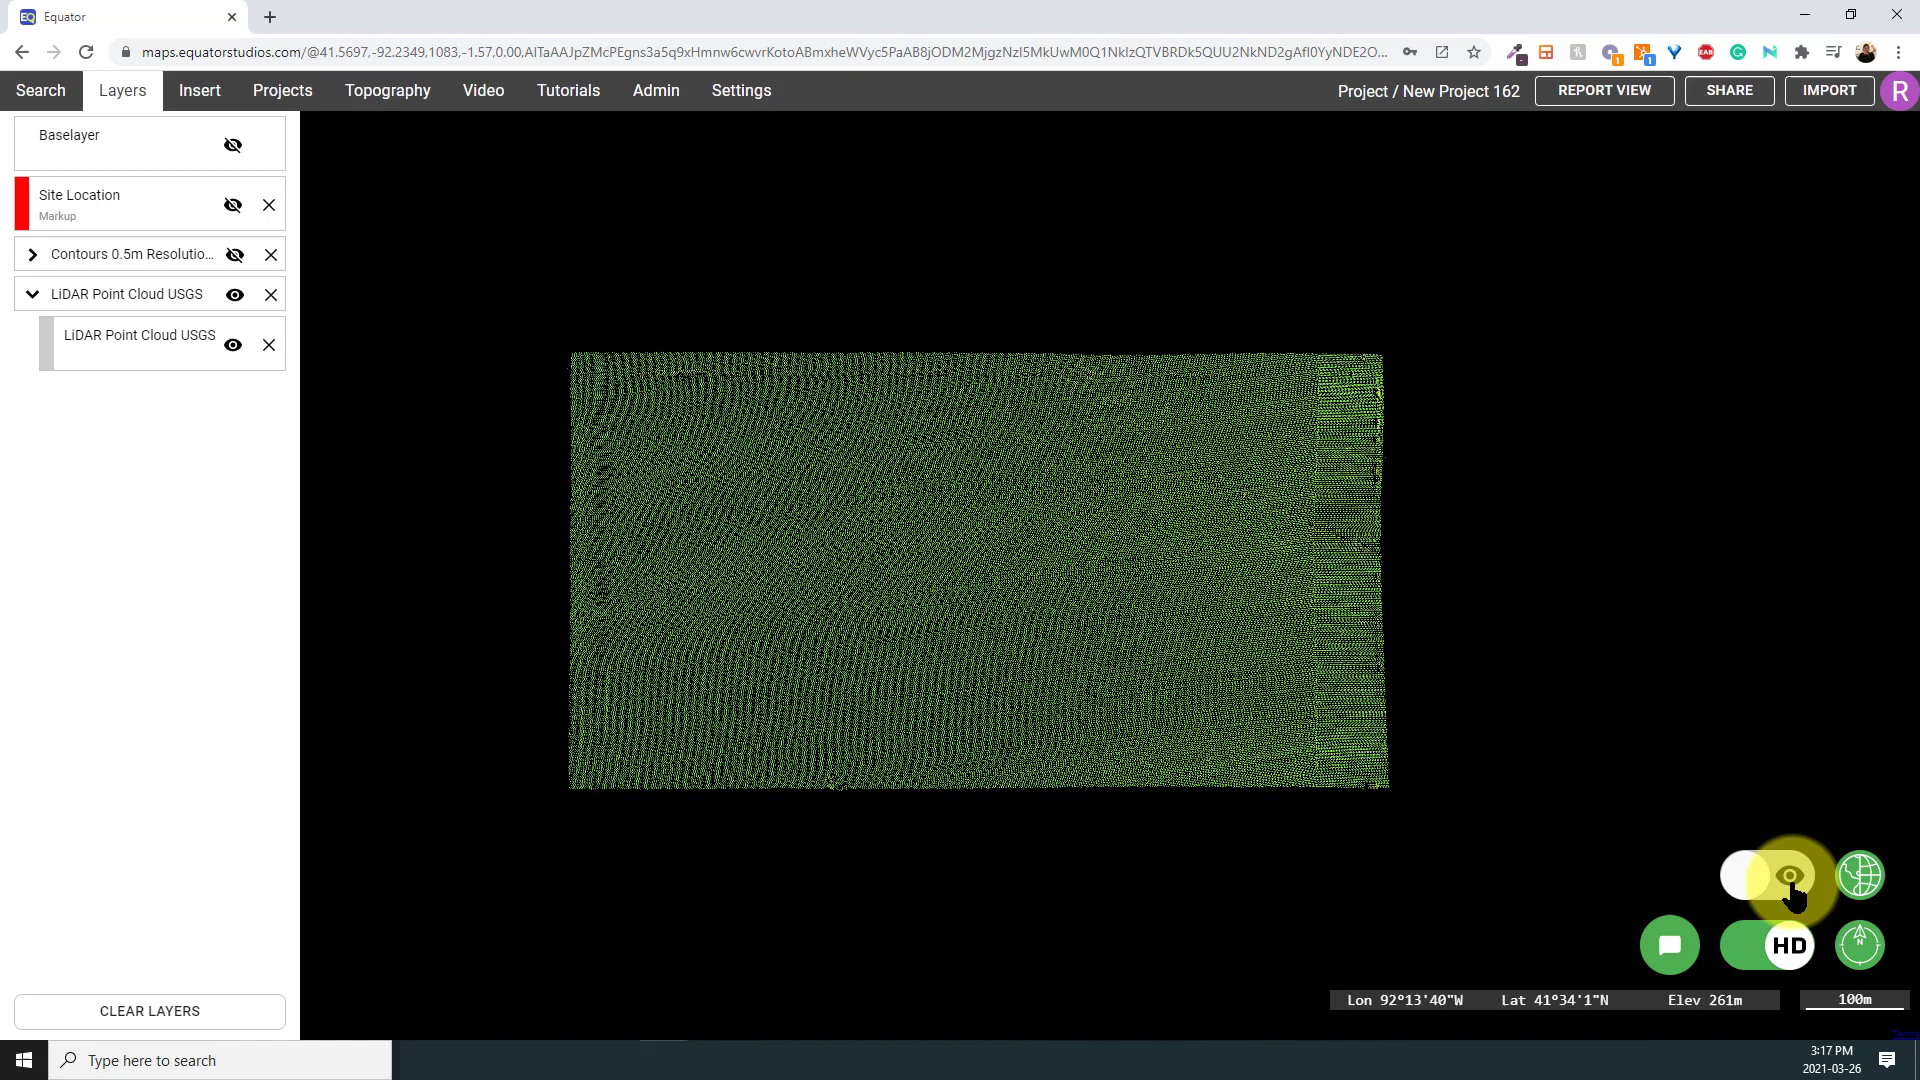 Equator
maps.equatorstudios.com/@41.5697,-92.2349,1083,-1.57,0.00,AITaAAJpZMcPEgns3a5q9xHmnw6cwvrKotoABmxheWVyc5PaAB8jODM2MjgzNzI5MkUwM0Q1NkIzQTVBRDk5QUU2NkND2gAfI0YyNDE2O...
Search Layers Insert Projects Topography Video Tutorials Admin Settings Project / New Project 162 REPORT VIEW SHARE IMPORT R
Baselayer
Site Location
Markup
Contours 0.5m Resolutio...
LiDAR Point Cloud USGS
LiDAR Point Cloud USGS
HD
Lon 92°13'40"W Lat 41°34'1"N Elev 261m 100m
CLEAR LAYERS
Type here to search
3:17 PM
2021-03-26